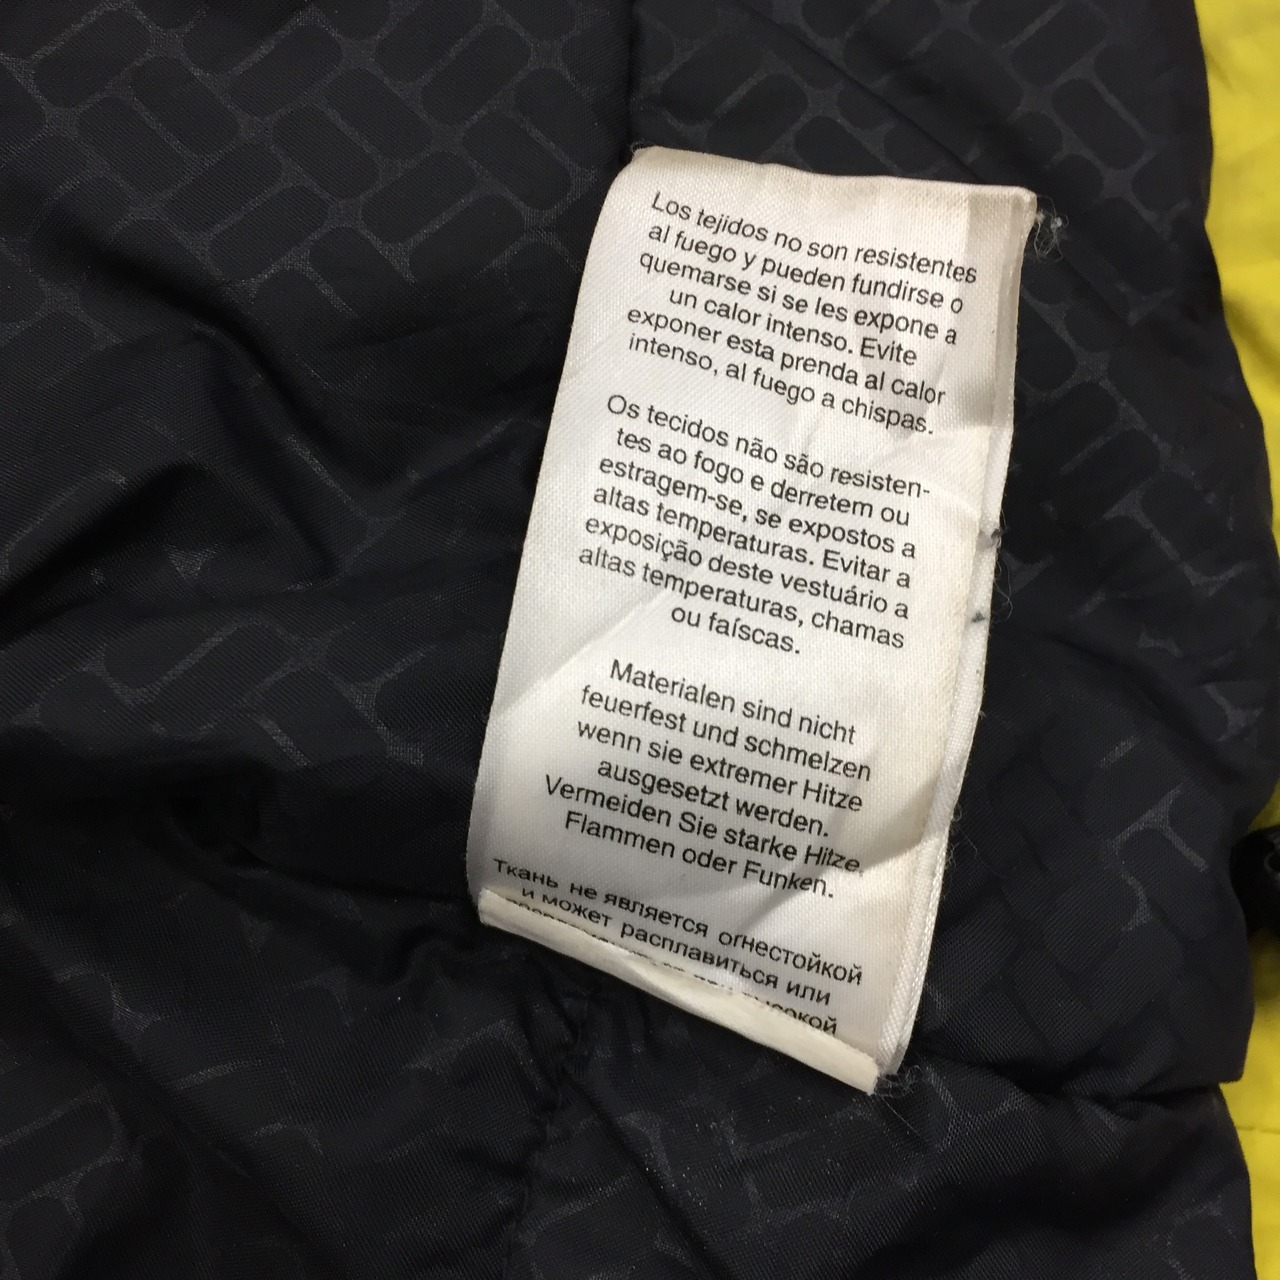 Los tejidos no son resistentes
al fuego y pueden fundirse o
quemarse si se les expone a
un calor intenso. Evite
exponer esta prenda al calor
intenso, al fuego a chispas.
Os tecidos não são resisten-
tes ao fogo e derretem ou
estragem-se, se expostos a
altas temperaturas. Evitar a
exposição deste vestuário a
altas temperaturas, chamas
ou faíscas.
Materialen sind nicht
feuerfest und schmelzen
wenn sie extremer Hitze
ausgesetzt werden.
Vermeiden Sie starke Hitze,
Flammen oder Funken.
Ткань не является огнестойкой
и может расплавиться или